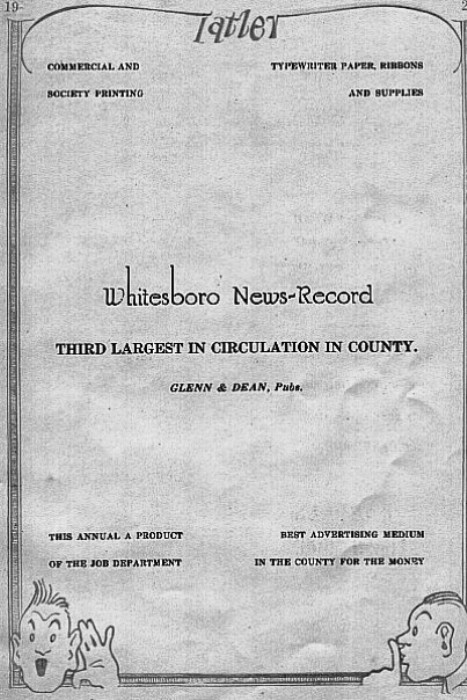 19
Tatler
2
COMMERCIAL AND
TYPEWRITER PAPER, RIBBONS
SOCIETY PRINTING
AND SUPPLIES
Whitesboro News-Record
THIRD LARGEST IN CIRCULATION IN COUNTY.
GLENN & DEAN, Pubs.
THIS ANNUAL A PRODUCT
BEST ADVERTISING MEDIUM
OF THE JOB DEPARTMENT
IN THE COUNTY FOR THE MONEY